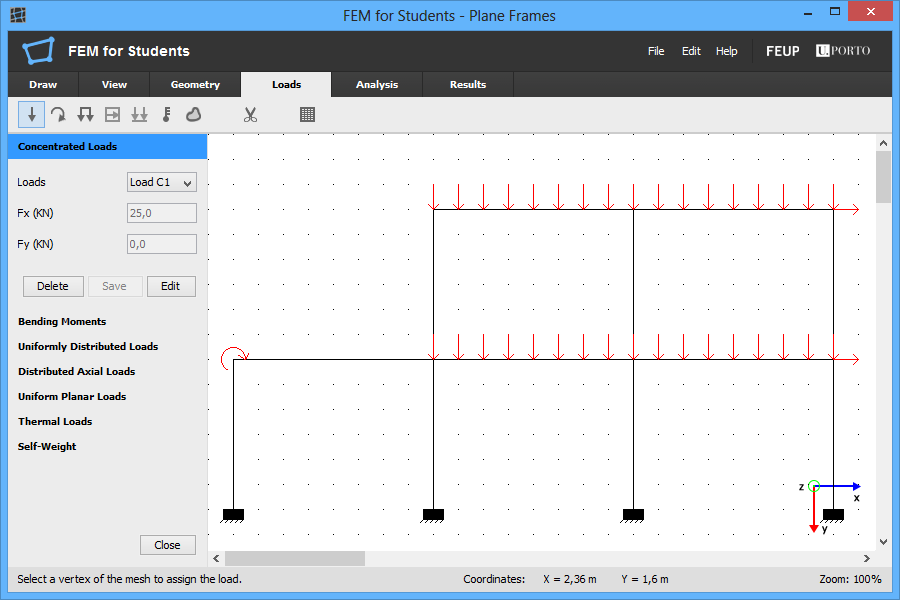 FEM for Students - Plane Frames
FEM for Students
File Edit Help FEUP U.PORTO
Draw View Geometry Loads Analysis Results
Concentrated Loads
Loads Load C1
Fx (KN) 25,0
Fy (KN) 0,0
Delete Save Edit
Bending Moments
Uniformly Distributed Loads
Distributed Axial Loads
Uniform Planar Loads
Thermal Loads
Self-Weight
z
x
y
Close
Select a vertex of the mesh to assign the load. Coordinates: X = 2,36 m Y = 1,6 m Zoom: 100%